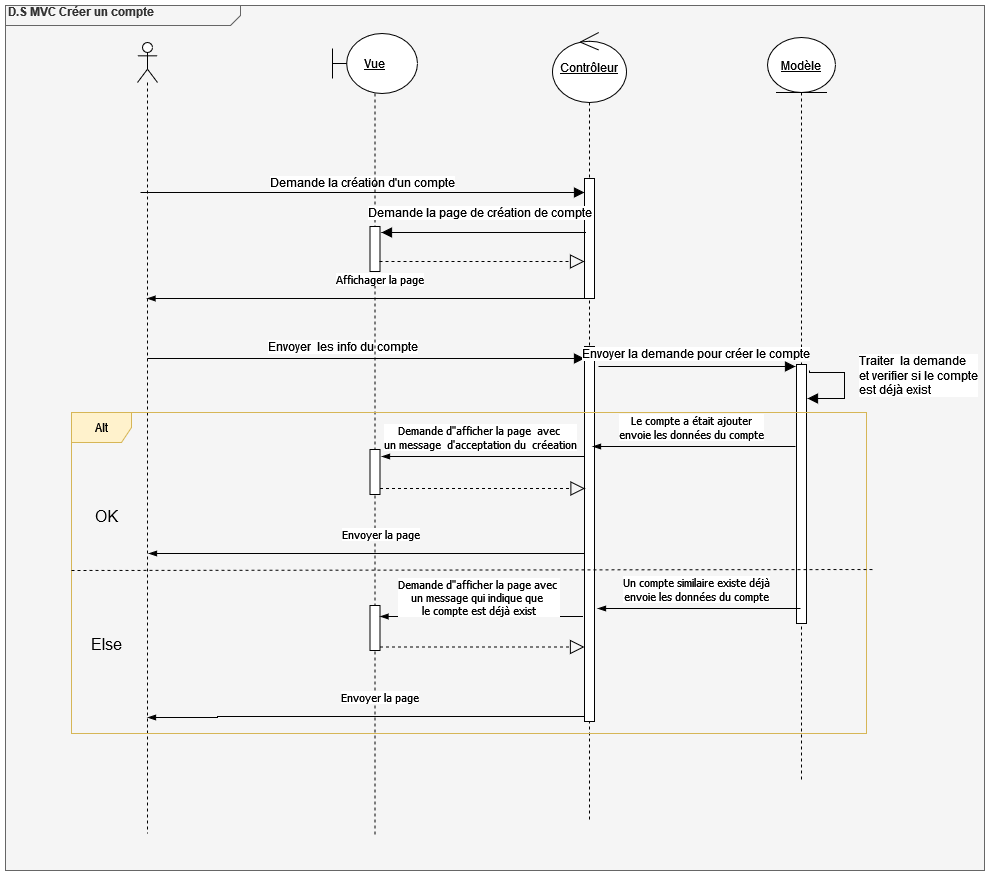 D.S MVC Créer un compte
Vue
Contrôleur
Modèle
Demande la création d'un compte
Demande la page de création de compte
Affichager la page
Envoyer  les info du compte
Envoyer la demande pour créer le compte
Traiter  la demande
et verifier si le compte
est déjà exist
Alt
Le compte a était ajouter
envoie les données du compte
Demande d"afficher la page  avec
un message  d'acceptation du  créeation
OK
Envoyer la page
Un compte similaire existe déjà
envoie les données du compte
Demande d"afficher la page avec
un message qui indique que
le compte est déjà exist
Else
Envoyer la page